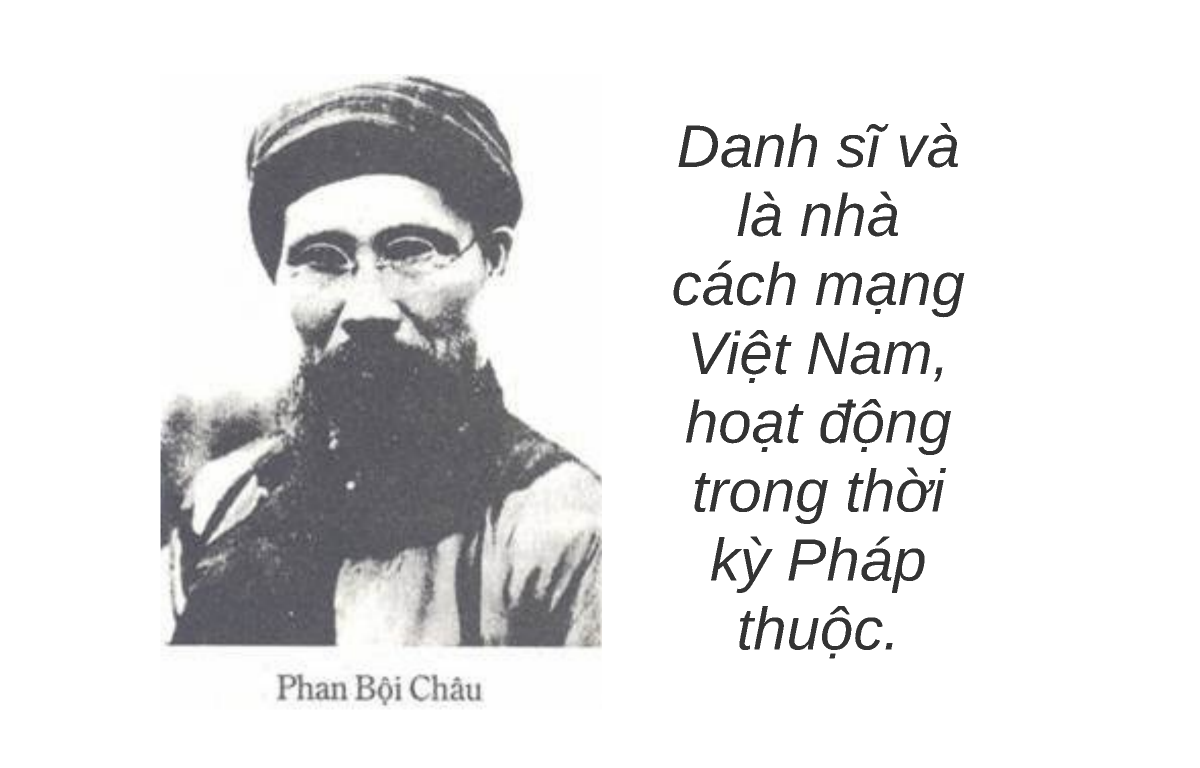 Danh sĩ và
là nhà
cách mạng
Việt Nam,
hoạt động
trong thời
kỳ Pháp
thuộc.
Phan Bội Châu